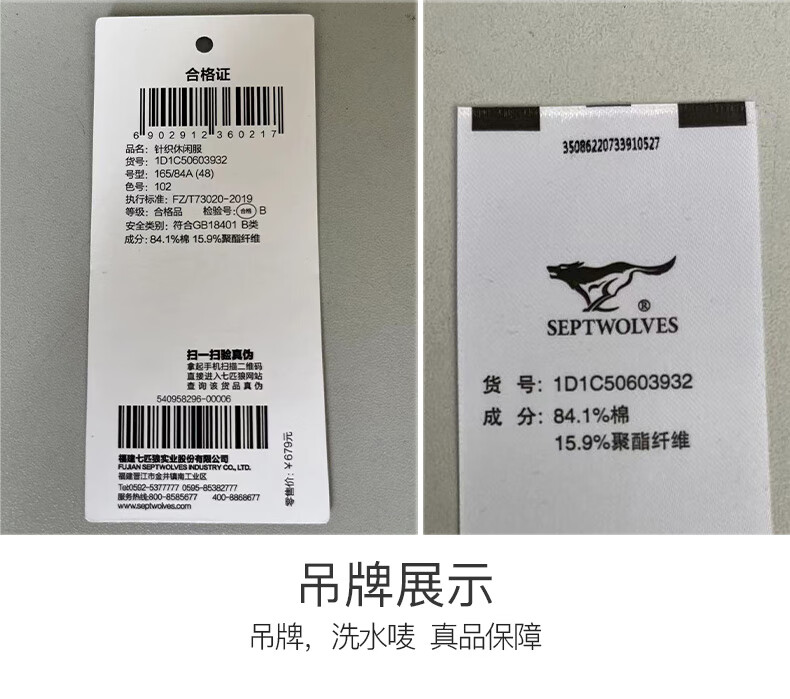 合格证
6 902912 360217
品名：针织休闲服
货号：1D1C50603932
号型：165/84A (48)
色号：102
执行标准：FZ/T73020-2019
等级：合格品 检验号：合格 B
安全类别：符合GB18401 B类
成分：84.1%棉 15.9%聚酯纤维
扫一扫验真伪
拿起手机扫描二维码
直接进入七匹狼网站
查询该货品真伪
540958296-00006
福建七匹狼实业股份有限公司
FUJIAN SEPTWOLVES INDUSTRY CO., LTD.
福建晋江市金井镇南工业区
Tel:0592-5377777 0595-85382777
服务热线:800-8585677 400-8868677
www.septwolves.com
零售价：￥679元
35086220733910527
®
SEPTWOLVES
货 号：1D1C50603932
成 分：84.1%棉
15.9%聚酯纤维
吊牌展示
吊牌，洗水唛 真品保障